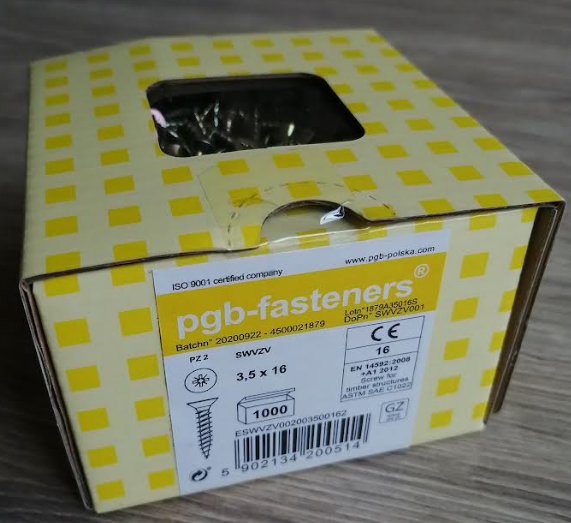 ISO 9001 certified company
www.pgb-polska.com
pgb-fasteners®
Batchn° 20200922 - 4500021879
Lotn°1879A35016S
DoPn° SWVZV001
PZ 2
SWVZV
3,5 x 16
CE
16
EN 14592:2008
+A1 2012
Screw for
timber structures
ASTM SAE
1000
GZ
ESWVZV002003500162
5 902134 200514